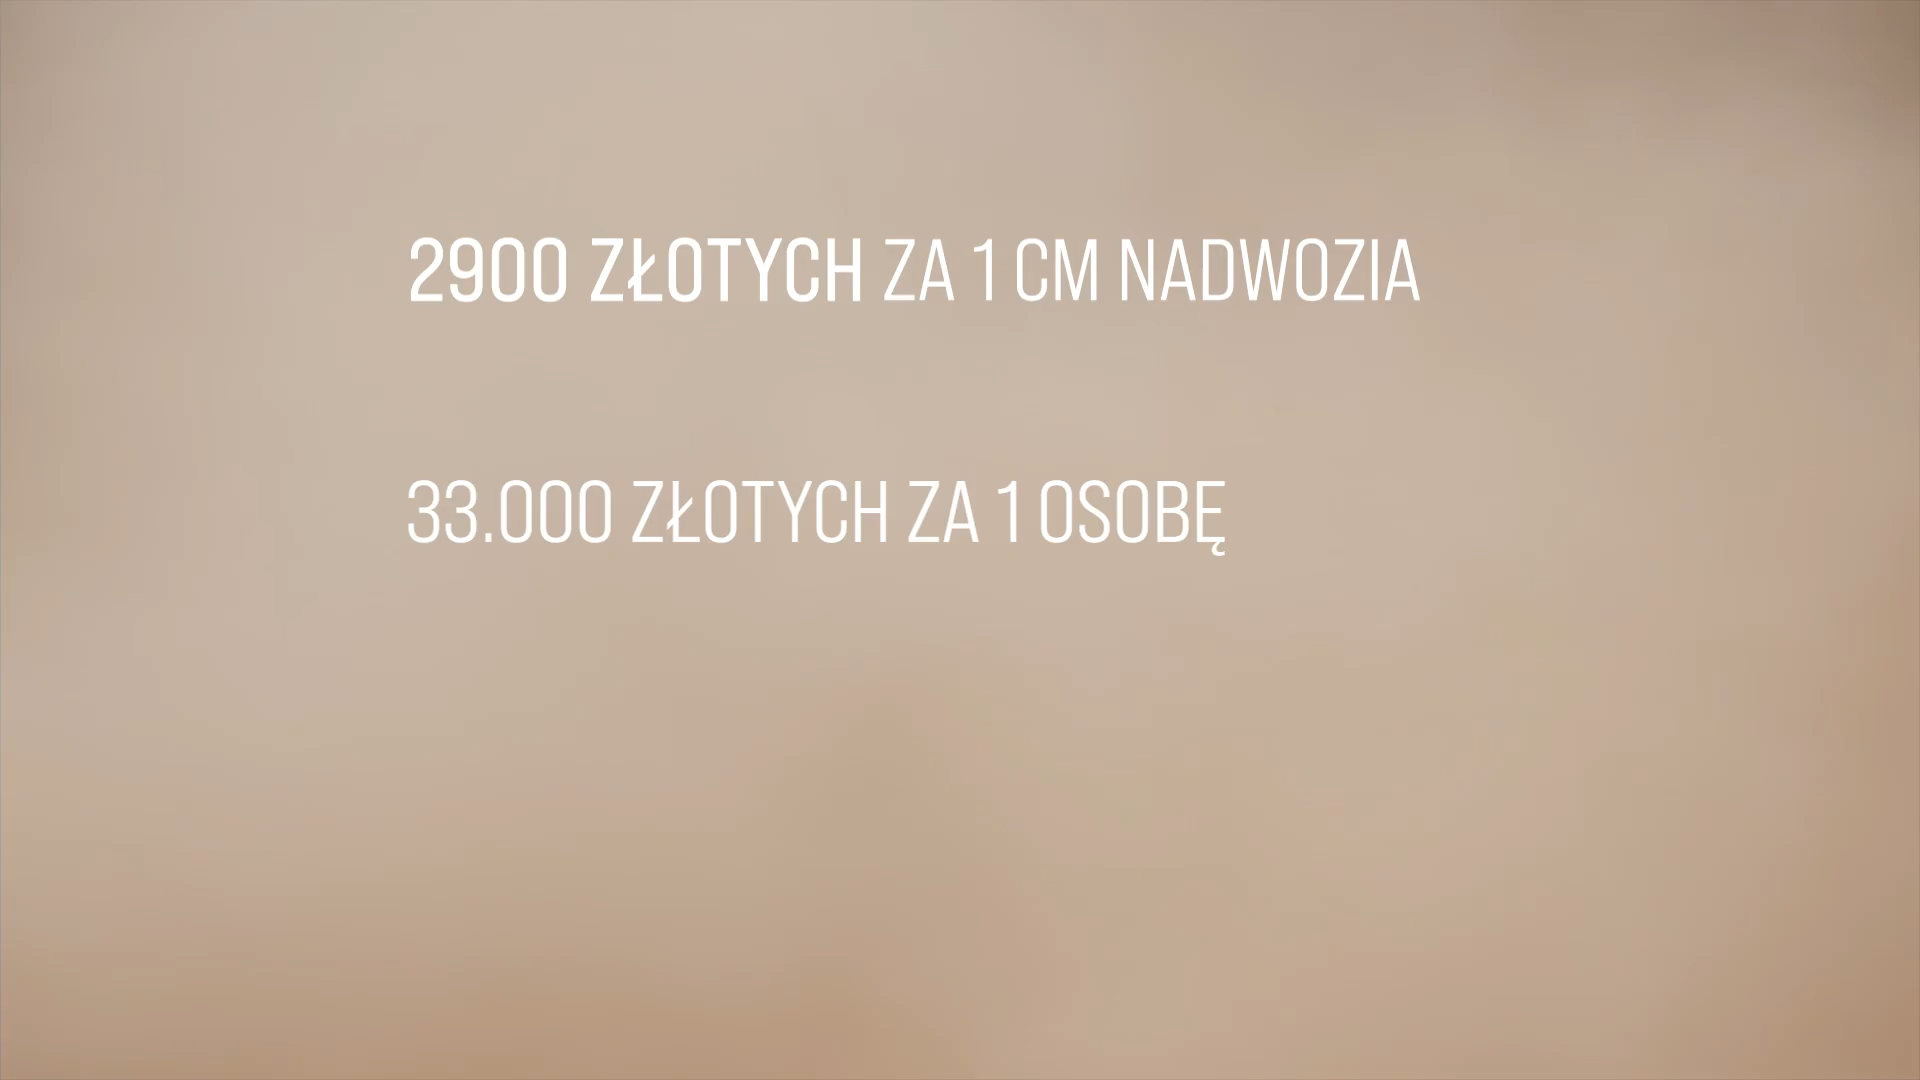 2900 ZŁOTYCH ZA 1 CM NADWOZIA
33.000 ZŁOTYCH ZA 1 OSOBĘ